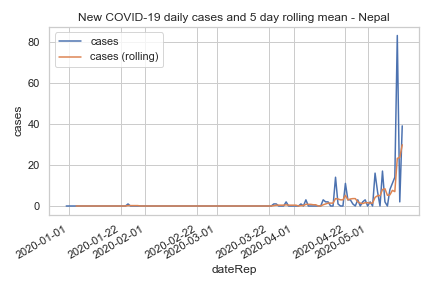 New COVID-19 daily cases and 5 day rolling mean - Nepal
cases
cases (rolling)
80
60
40
20
0
cases
2020-01-01
2020-01-22
2020-02-01
2020-02-22
2020-03-01
2020-03-22
2020-04-01
2020-04-22
2020-05-01
dateRep